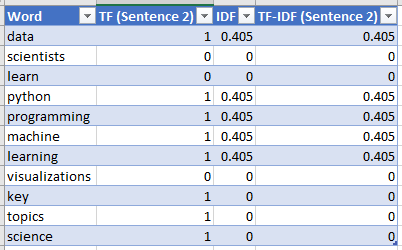 Word TF (Sentence 2) IDF TF-IDF (Sentence 2)
data 1 0.405 0.405
scientists 0 0 0
learn 0 0 0
python 1 0.405 0.405
programming 1 0.405 0.405
machine 1 0.405 0.405
learning 1 0.405 0.405
visualizations 0 0 0
key 1 0 0
topics 1 0 0
science 1 0 0